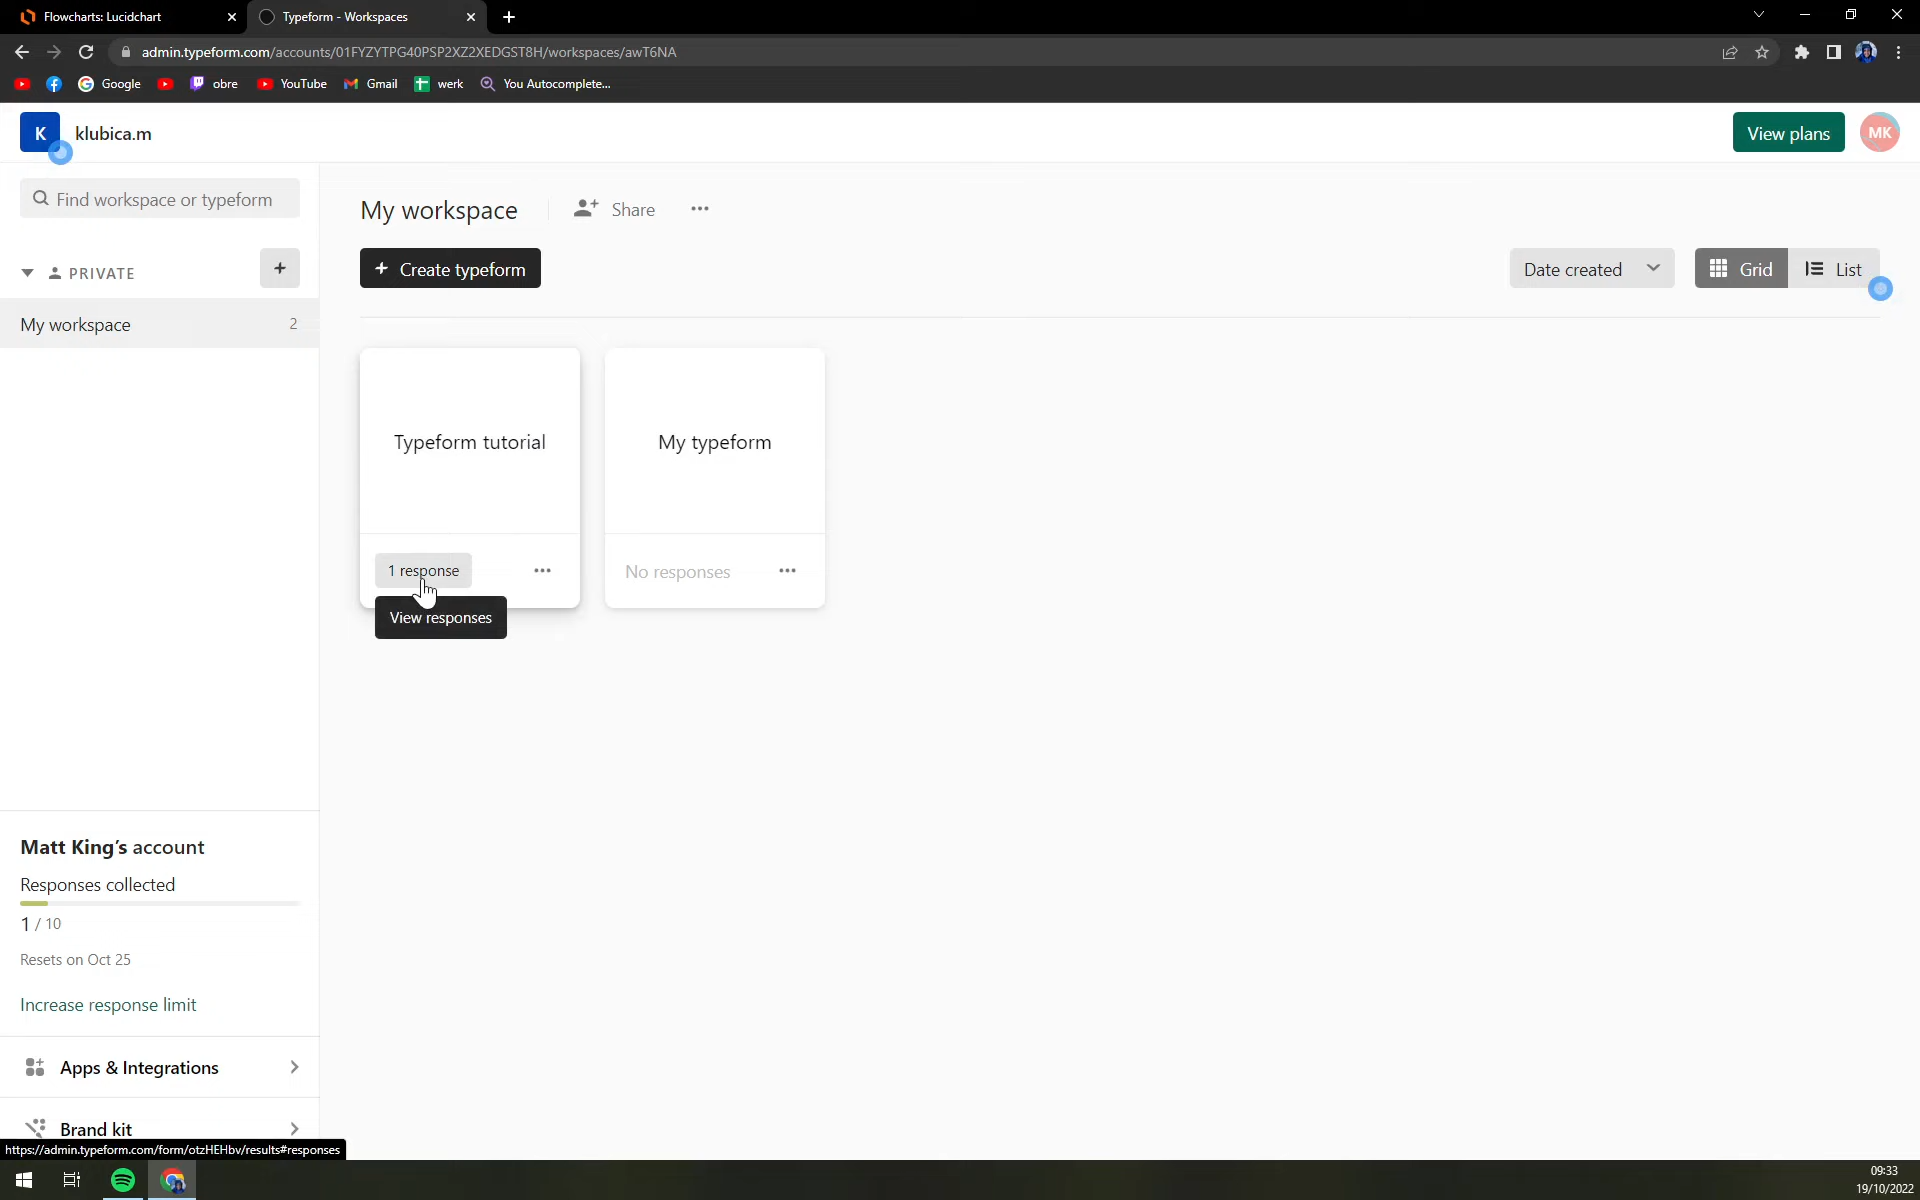 Flowcharts: Lucidchart
Typeform - Workspaces
admin.typeform.com/accounts/01FYZYTPG40PSP2XZ2XEDGST8H/workspaces/awT6NA
Google
obre
YouTube
Gmail
werk
You Autocomplete...
K
klubica.m
View plans
MK
Find workspace or typeform
My workspace
Share
PRIVATE
+
+ Create typeform
Date created
Grid
List
My workspace
2
Typeform tutorial
My typeform
1 response
No responses
View responses
Matt King's account
Responses collected
1 / 10
Resets on Oct 25
Increase response limit
Apps & Integrations
Brand kit
https://admin.typeform.com/form/otzHEHbv/results#responses
09:33
19/10/2022